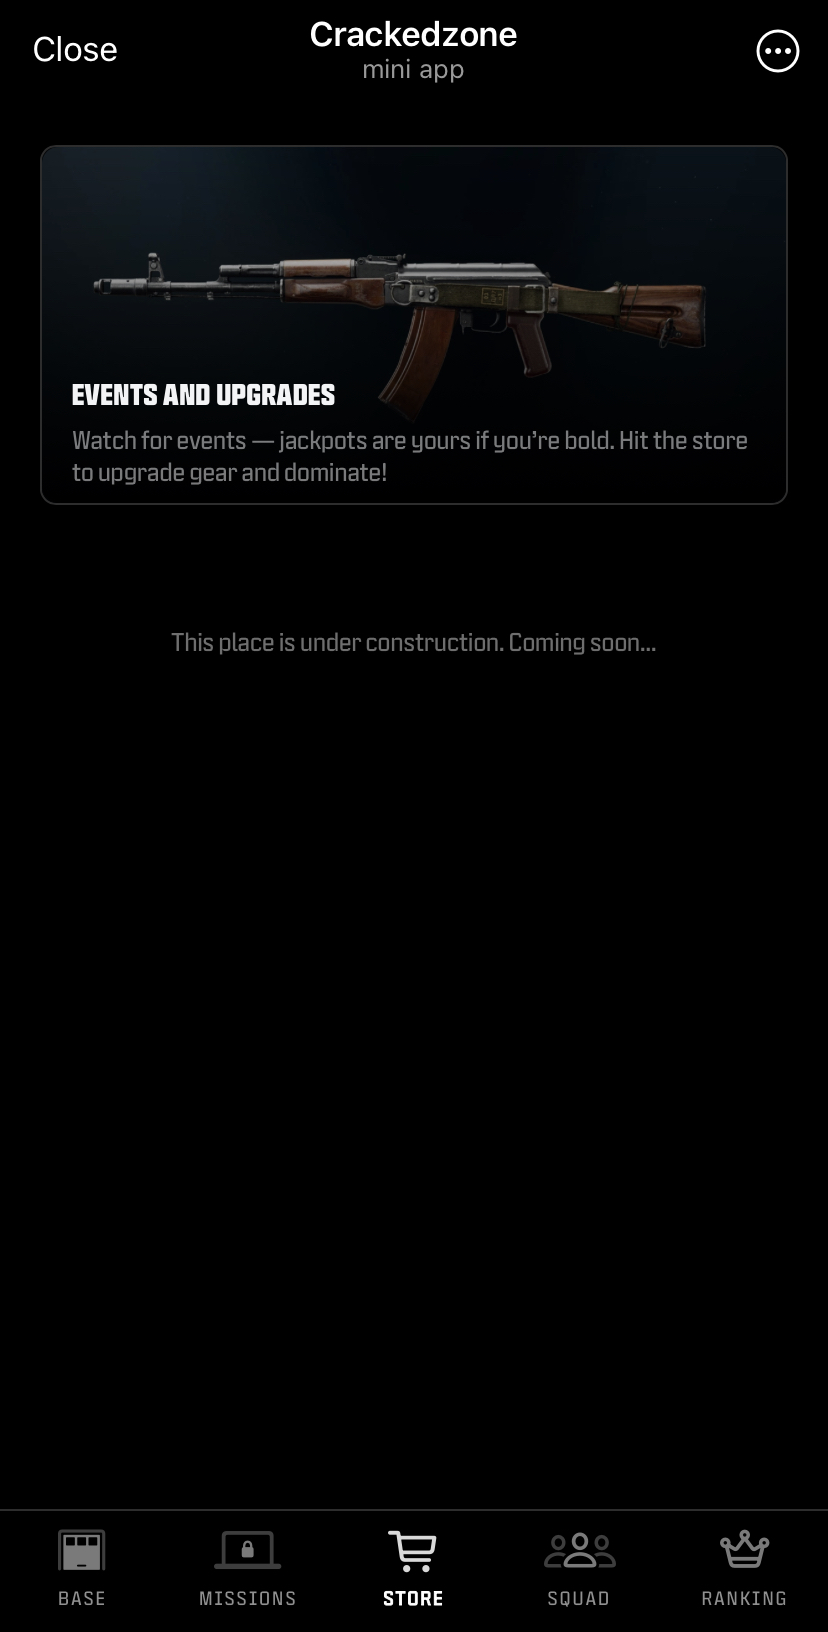 Close
Crackedzone
mini app
EVENTS AND UPGRADES
Watch for events — jackpots are yours if you’re bold. Hit the store
to upgrade gear and dominate!
This place is under construction. Coming soon...
BASE
MISSIONS
STORE
SQUAD
RANKING